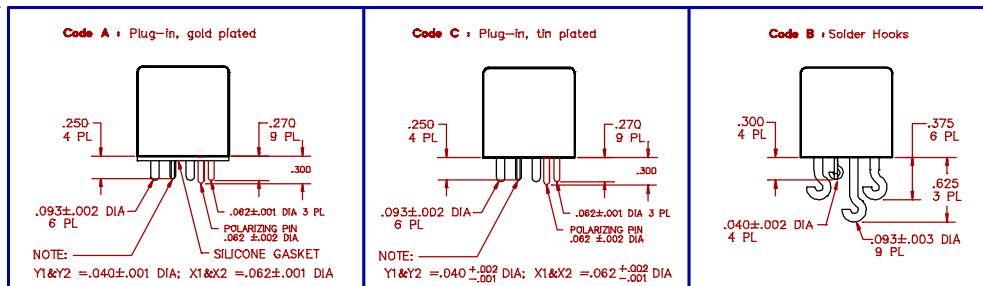 Code A : Plug-in, gold plated
.250
4 PL
.270
9 PL
.300
.093±.002 DIA
6 PL
.062±.001 DIA 3 PL
POLARIZING PIN
.062 ±.002 DIA
NOTE:
SILICONE GASKET
Y1&Y2 =.040±.001 DIA; X1&X2 =.062±.001 DIA
Code C : Plug-in, tin plated
.250
4 PL
.270
9 PL
.300
.093±.002 DIA
6 PL
.062±.001 DIA 3 PL
POLARIZING PIN
.062 ±.002 DIA
NOTE:
Y1&Y2 =.040 +.002 -.001 DIA; X1&X2 =.062 +.002 -.001 DIA
Code B : Solder Hooks
.300
4 PL
.375
6 PL
.625
3 PL
.040±.002 DIA
4 PL
.093±.003 DIA
9 PL